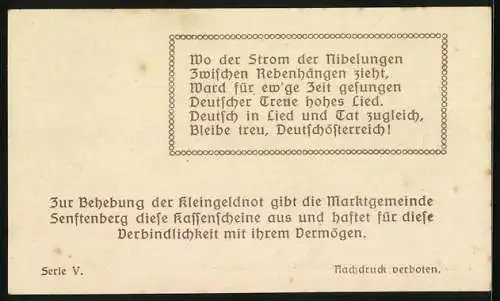 Wo der Strom der Nibelungen
Zwiſchen Rebenhängen zieht,
Ward für ew'ge Zeit geſungen
Deutſcher Treue hohes Lied.
Deutſch in Lied und Tat zugleich,
Bleibe treu, Deutſchöſterreich!
Zur Behebung der Kleingeldnot gibt die Marktgemeinde
Senftenberg dieſe Kaſſenſcheine aus und haftet für dieſe
Verbindlichkeit mit ihrem Vermögen.
Serie V.
Nachdruck verboten.